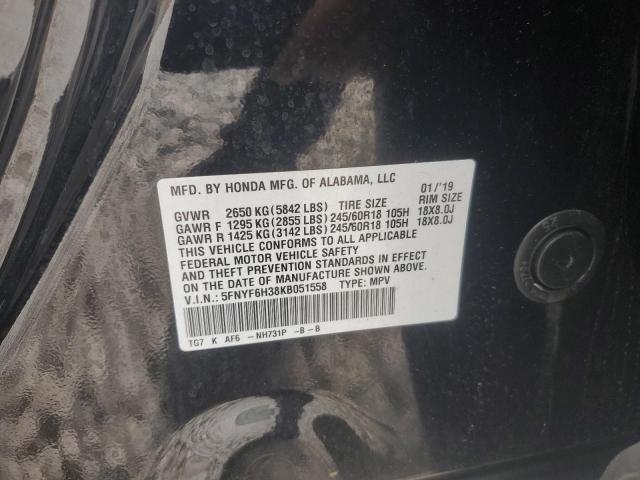 MFD. BY HONDA MFG. OF ALABAMA, LLC 01/'19
GVWR 2650 KG(5842 LBS) TIRE SIZE RIM SIZE
GAWR F 1295 KG(2855 LBS) 245/60R18 105H 18X8.0J
GAWR R 1425 KG(3142 LBS) 245/60R18 105H 18X8.0J
THIS VEHICLE CONFORMS TO ALL APPLICABLE
FEDERAL MOTOR VEHICLE SAFETY
AND THEFT PREVENTION STANDARDS IN EFFECT
ON THE DATE OF MANUFACTURE SHOWN ABOVE.
V.I.N.: 5FNYF6H38KB051558 TYPE: MPV
TG7 K AF6 -NH731P -B-B